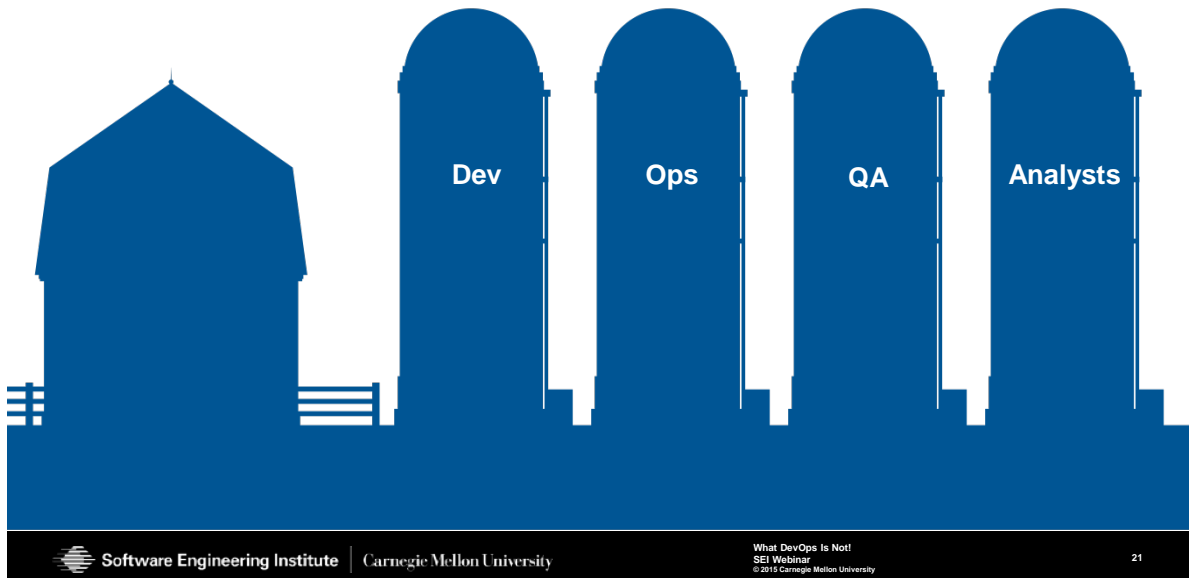 Dev
Ops
QA
Analysts
Software Engineering Institute
Carnegie Mellon University
What DevOps Is Not!
SEI Webinar
© 2015 Carnegie Mellon University
21